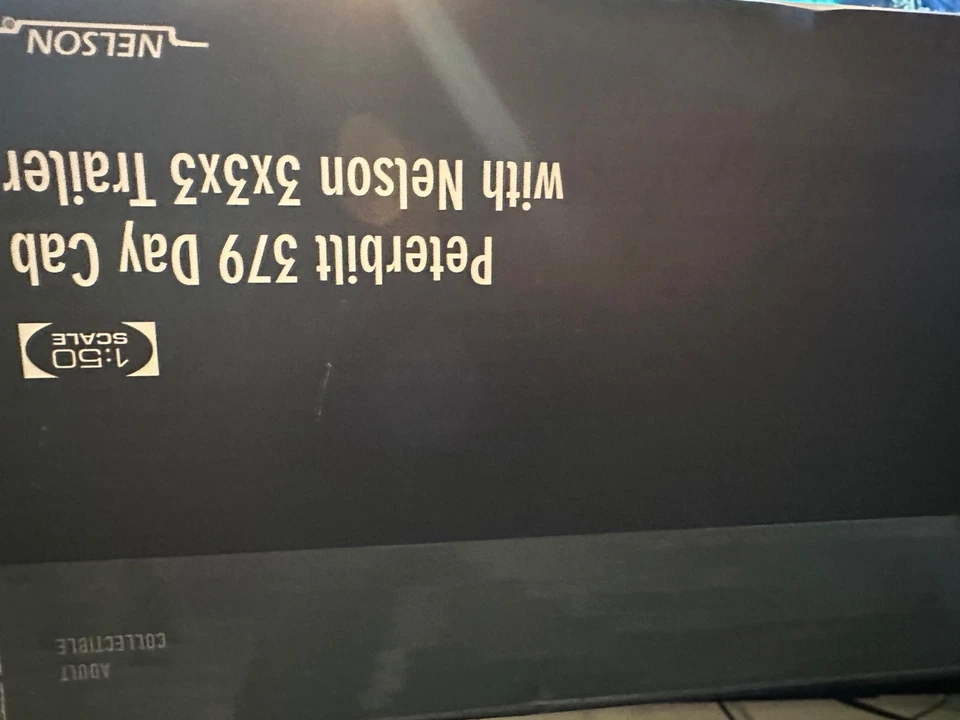 ADULT
COLLECTIBLE
1:50
SCALE
Peterbilt 379 Day Cab
with Nelson 3x3x3 Trailer
NELSON